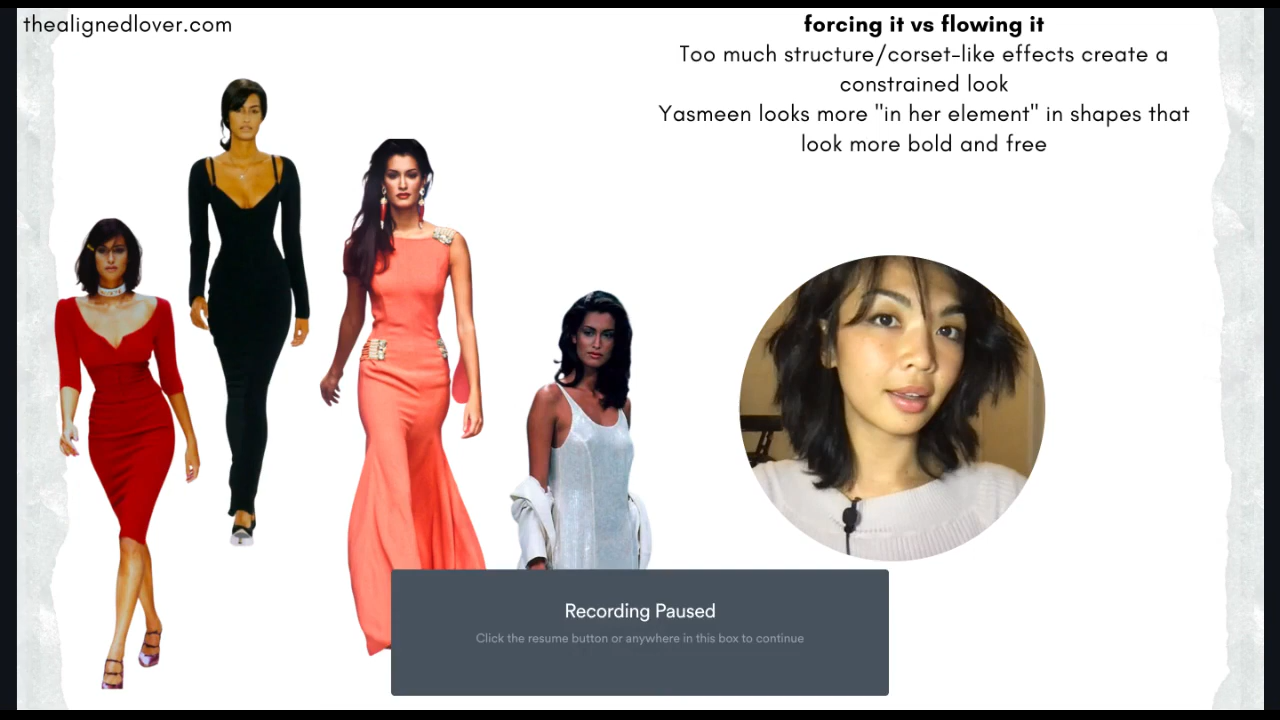 thealignedlover.com
forcing it vs flowing it
Too much structure/corset-like effects create a
constrained look
Yasmeen looks more "in her element" in shapes that
look more bold and free
Recording Paused
Click the resume button or anywhere in this box to continue